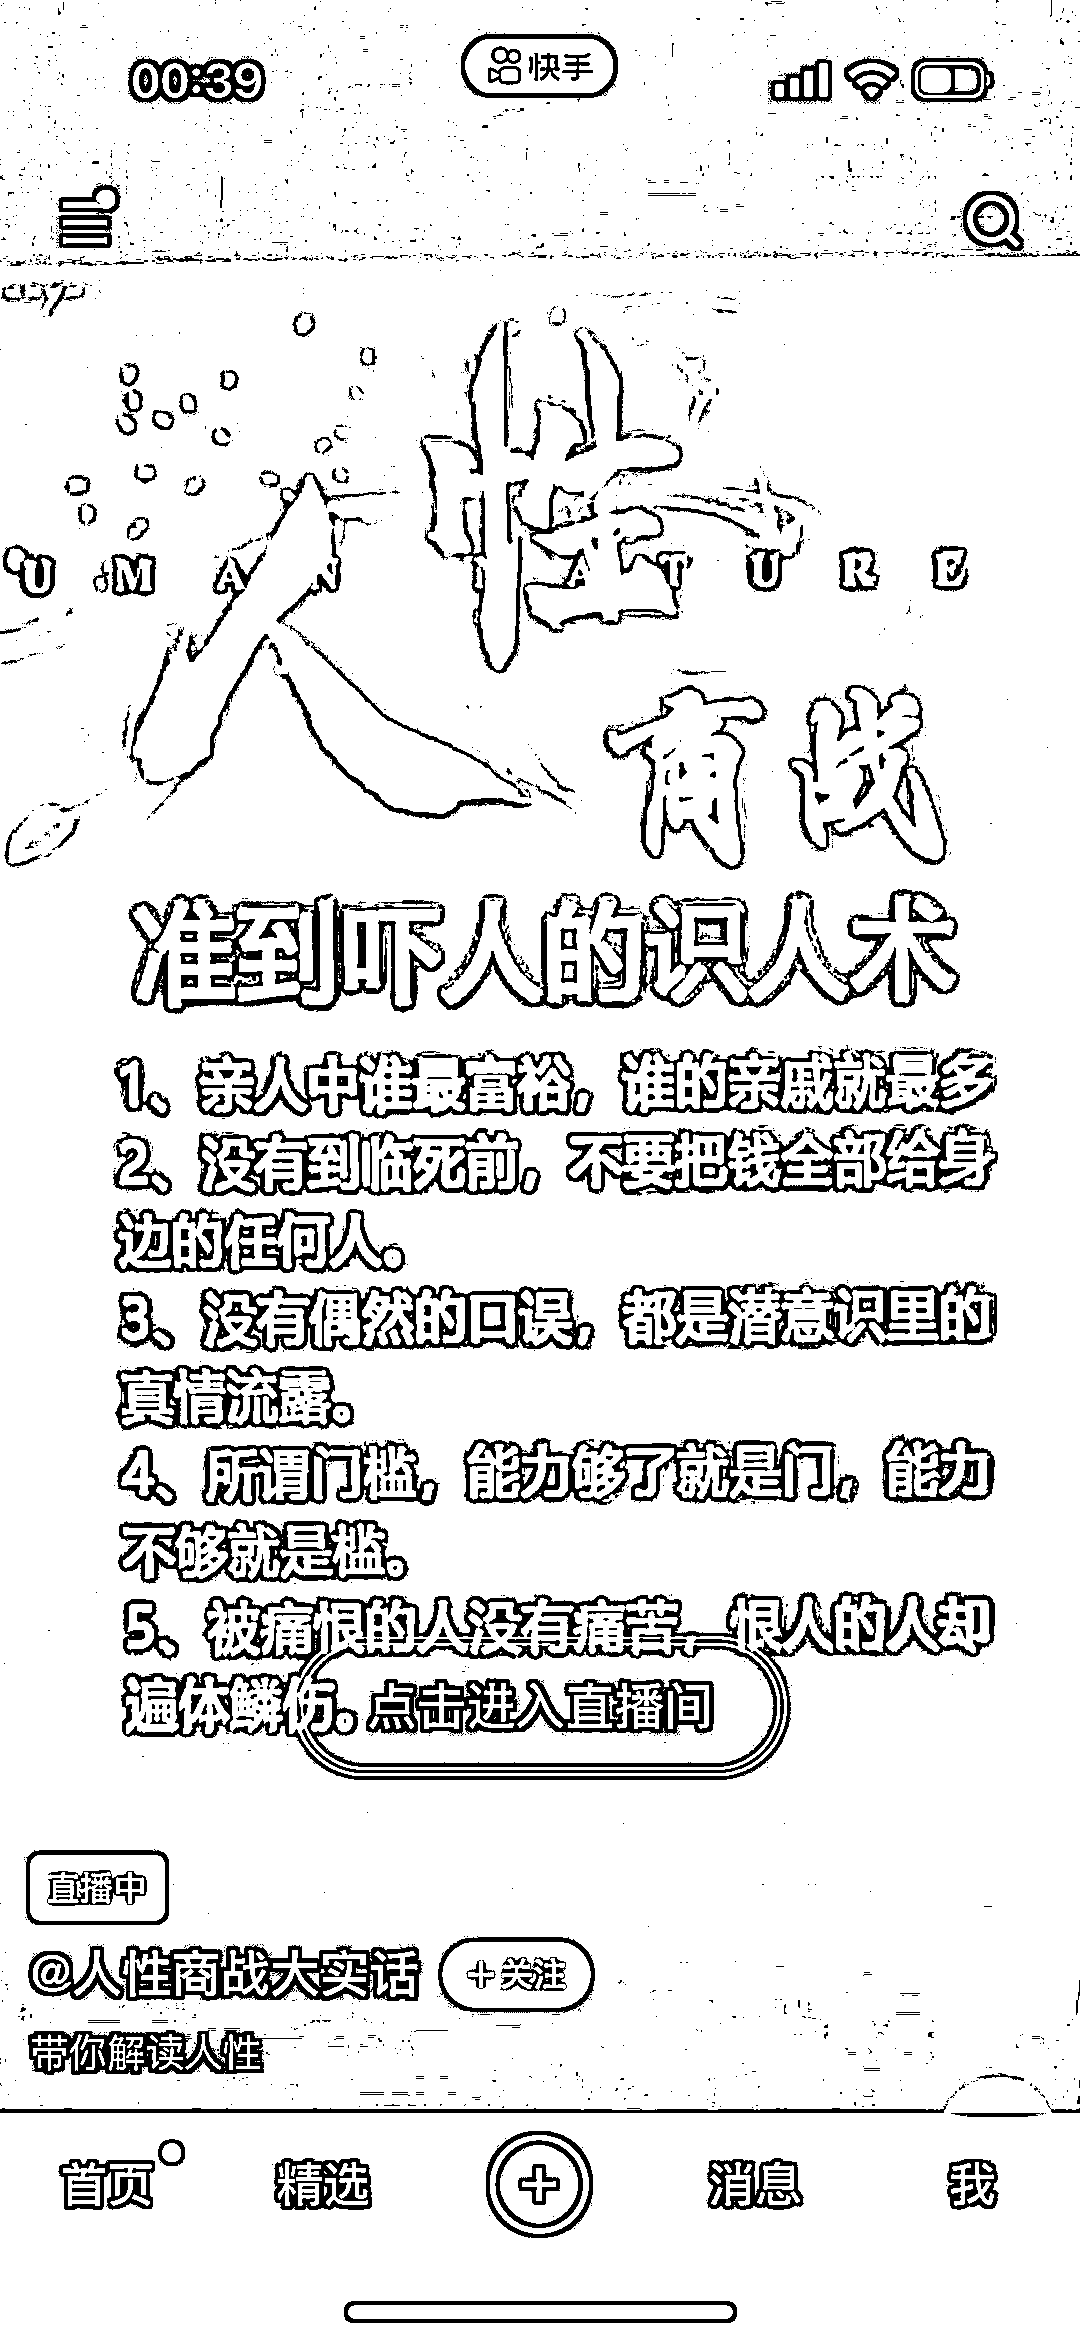 00:39
快手
人性
UMAN NATURE
商战
准到吓人的识人术
1、亲人中谁最富裕，谁的亲戚就最多
2、没有到临死前，不要把钱全部给身
边的任何人。
3、没有偶然的口误，都是潜意识里的
真情流露。
4、所谓门槛，能力够了就是门，能力
不够就是槛。
5、被痛恨的人没有痛苦，恨人的人却
遍体鳞伤。
点击进入直播间
直播中
@人性商战大实话
+关注
带你解读人性
首页
精选
消息
我